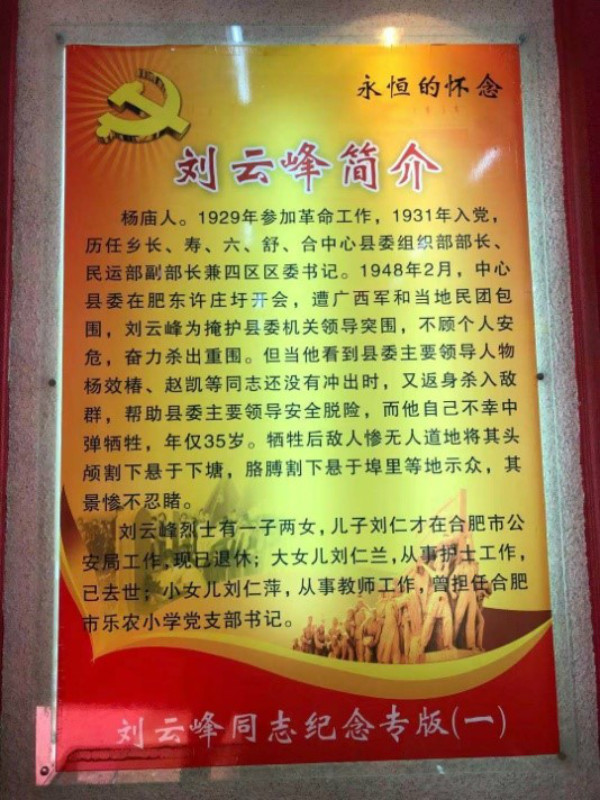 永恒的怀念
刘云峰简介
杨庙人。1929年参加革命工作，1931年入党，
历任乡长、寿、六、舒、合中心县委组织部部长、
民运部副部长兼四区区委书记。1948年2月，中心
县委在肥东许庄圩开会，遭广西军和当地民团包
围，刘云峰为掩护县委机关领导突围，不顾个人安
危，奋力杀出重围。但当他看到县委主要领导人物
杨效椿、赵凯等同志还没有冲出时，又返身杀入敌
群，帮助县委主要领导安全脱险，而他自己不幸中
弹牺牲，年仅35岁。牺牲后敌人惨无人道地将其头
颅割下悬于下塘，胳膊割下悬于埠里等地示众，其
景惨不忍睹。
刘云峰烈士有一子两女，儿子刘仁才在合肥市公
安局工作，现已退休；大女儿刘仁兰，从事护士工作，
已去世；小女儿刘仁萍，从事教师工作，曾担任合肥
市乐农小学党支部书记。
刘云峰同志纪念专版(一)